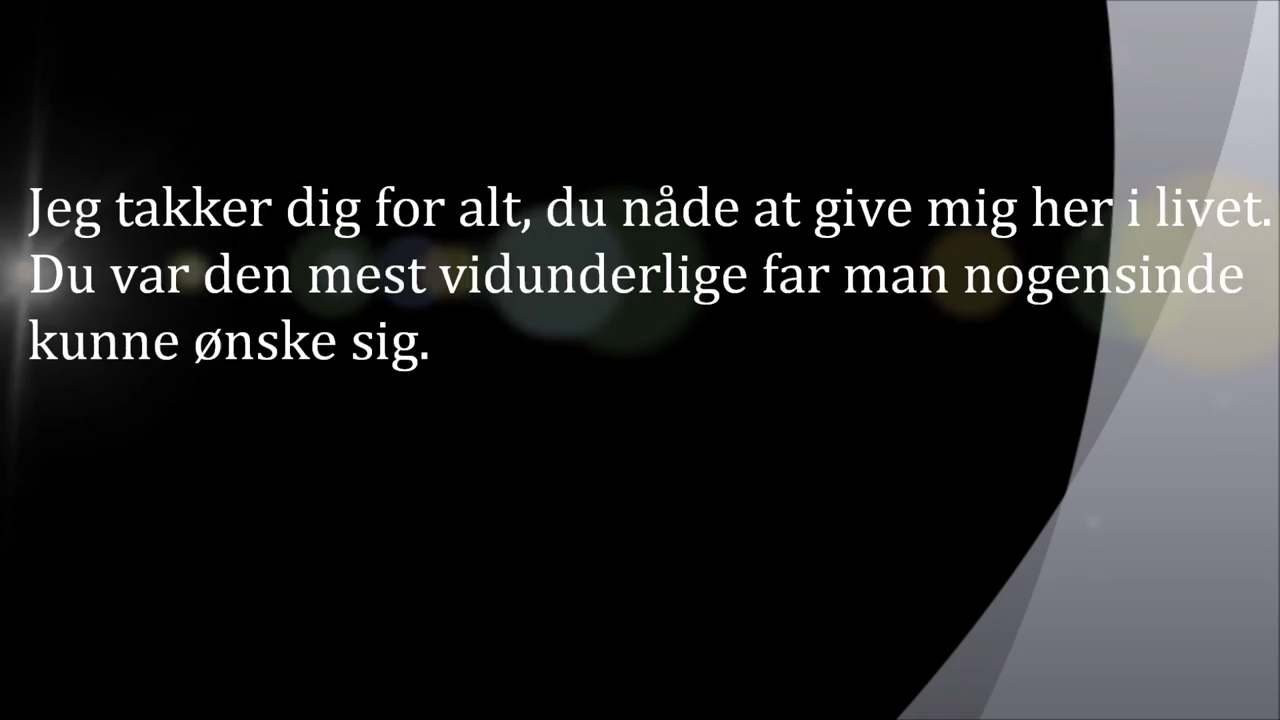 Jeg takker dig for alt, du nåde at give mig her i livet.
Du var den mest vidunderlige far man nogensinde
kunne ønske sig.